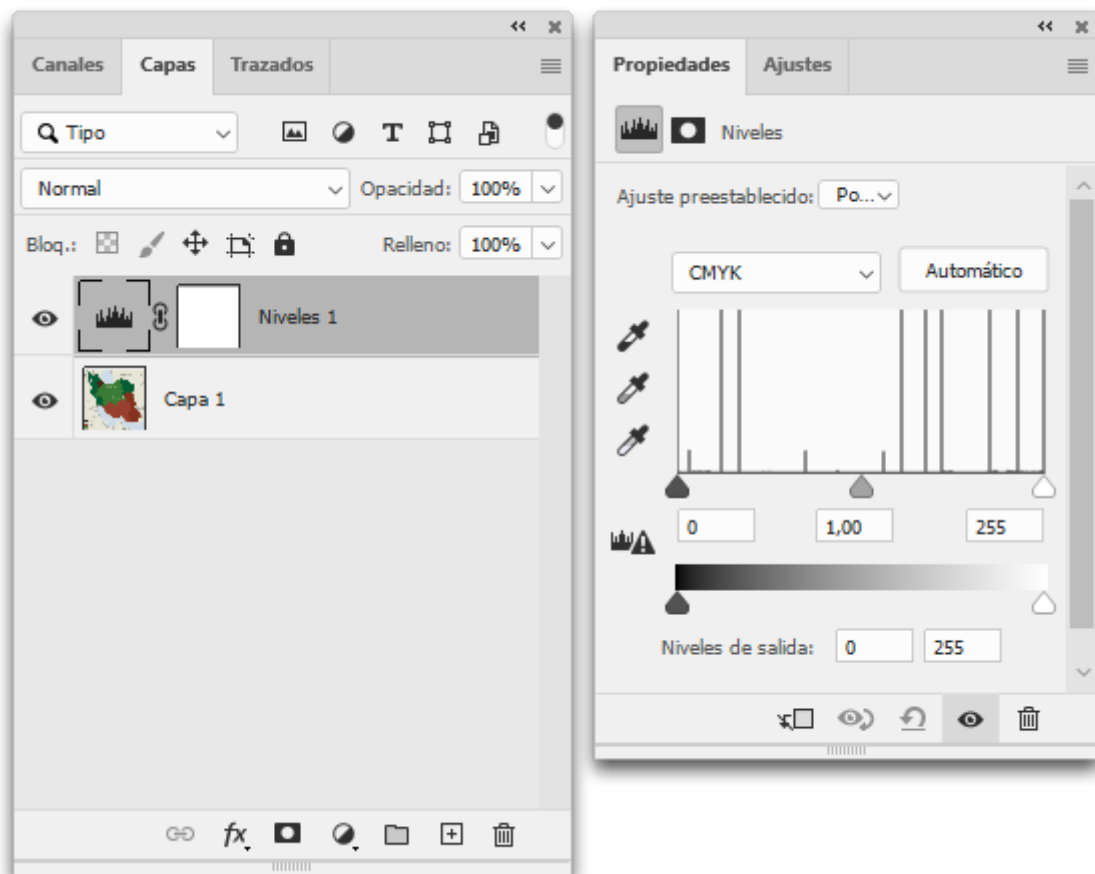 Canales Capas Trazados
Tipo
Normal Opacidad: 100%
Bloq.: Relleno: 100%
Niveles 1
Capa 1
fx
Propiedades Ajustes
Niveles
Ajuste preestablecido: Po...
CMYK Automático
0 1,00 255
Niveles de salida: 0 255